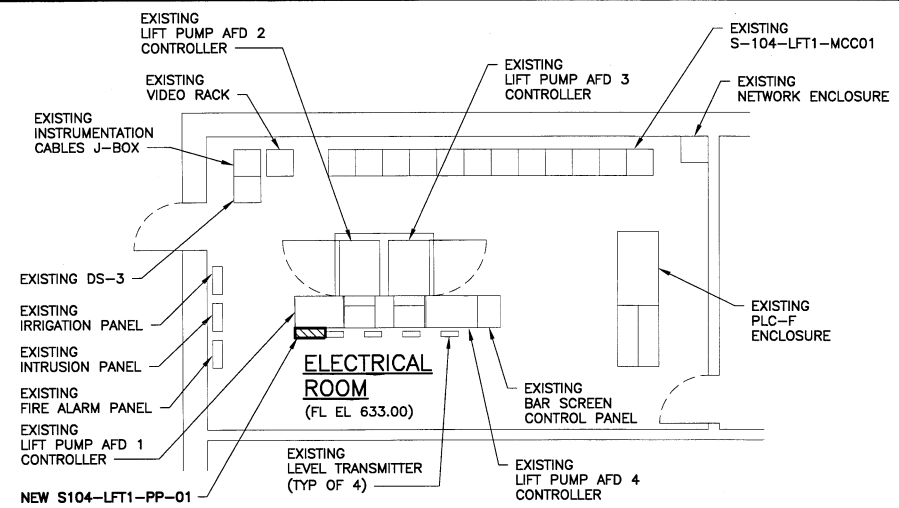 EXISTING
LIFT PUMP AFD 2
CONTROLLER
EXISTING
S-104-LFT1-MCC01
EXISTING
LIFT PUMP AFD 3
CONTROLLER
EXISTING
VIDEO RACK
EXISTING
NETWORK ENCLOSURE
EXISTING
INSTRUMENTATION
CABLES J-BOX
EXISTING DS-3
EXISTING
IRRIGATION PANEL
EXISTING
PLC-F
ENCLOSURE
EXISTING
INTRUSION PANEL
ELECTRICAL
ROOM
(FL EL 633.00)
EXISTING
FIRE ALARM PANEL
EXISTING
BAR SCREEN
CONTROL PANEL
EXISTING
LIFT PUMP AFD 1
CONTROLLER
EXISTING
LEVEL TRANSMITTER
(TYP OF 4)
EXISTING
LIFT PUMP AFD 4
CONTROLLER
NEW S104-LFT1-PP-01